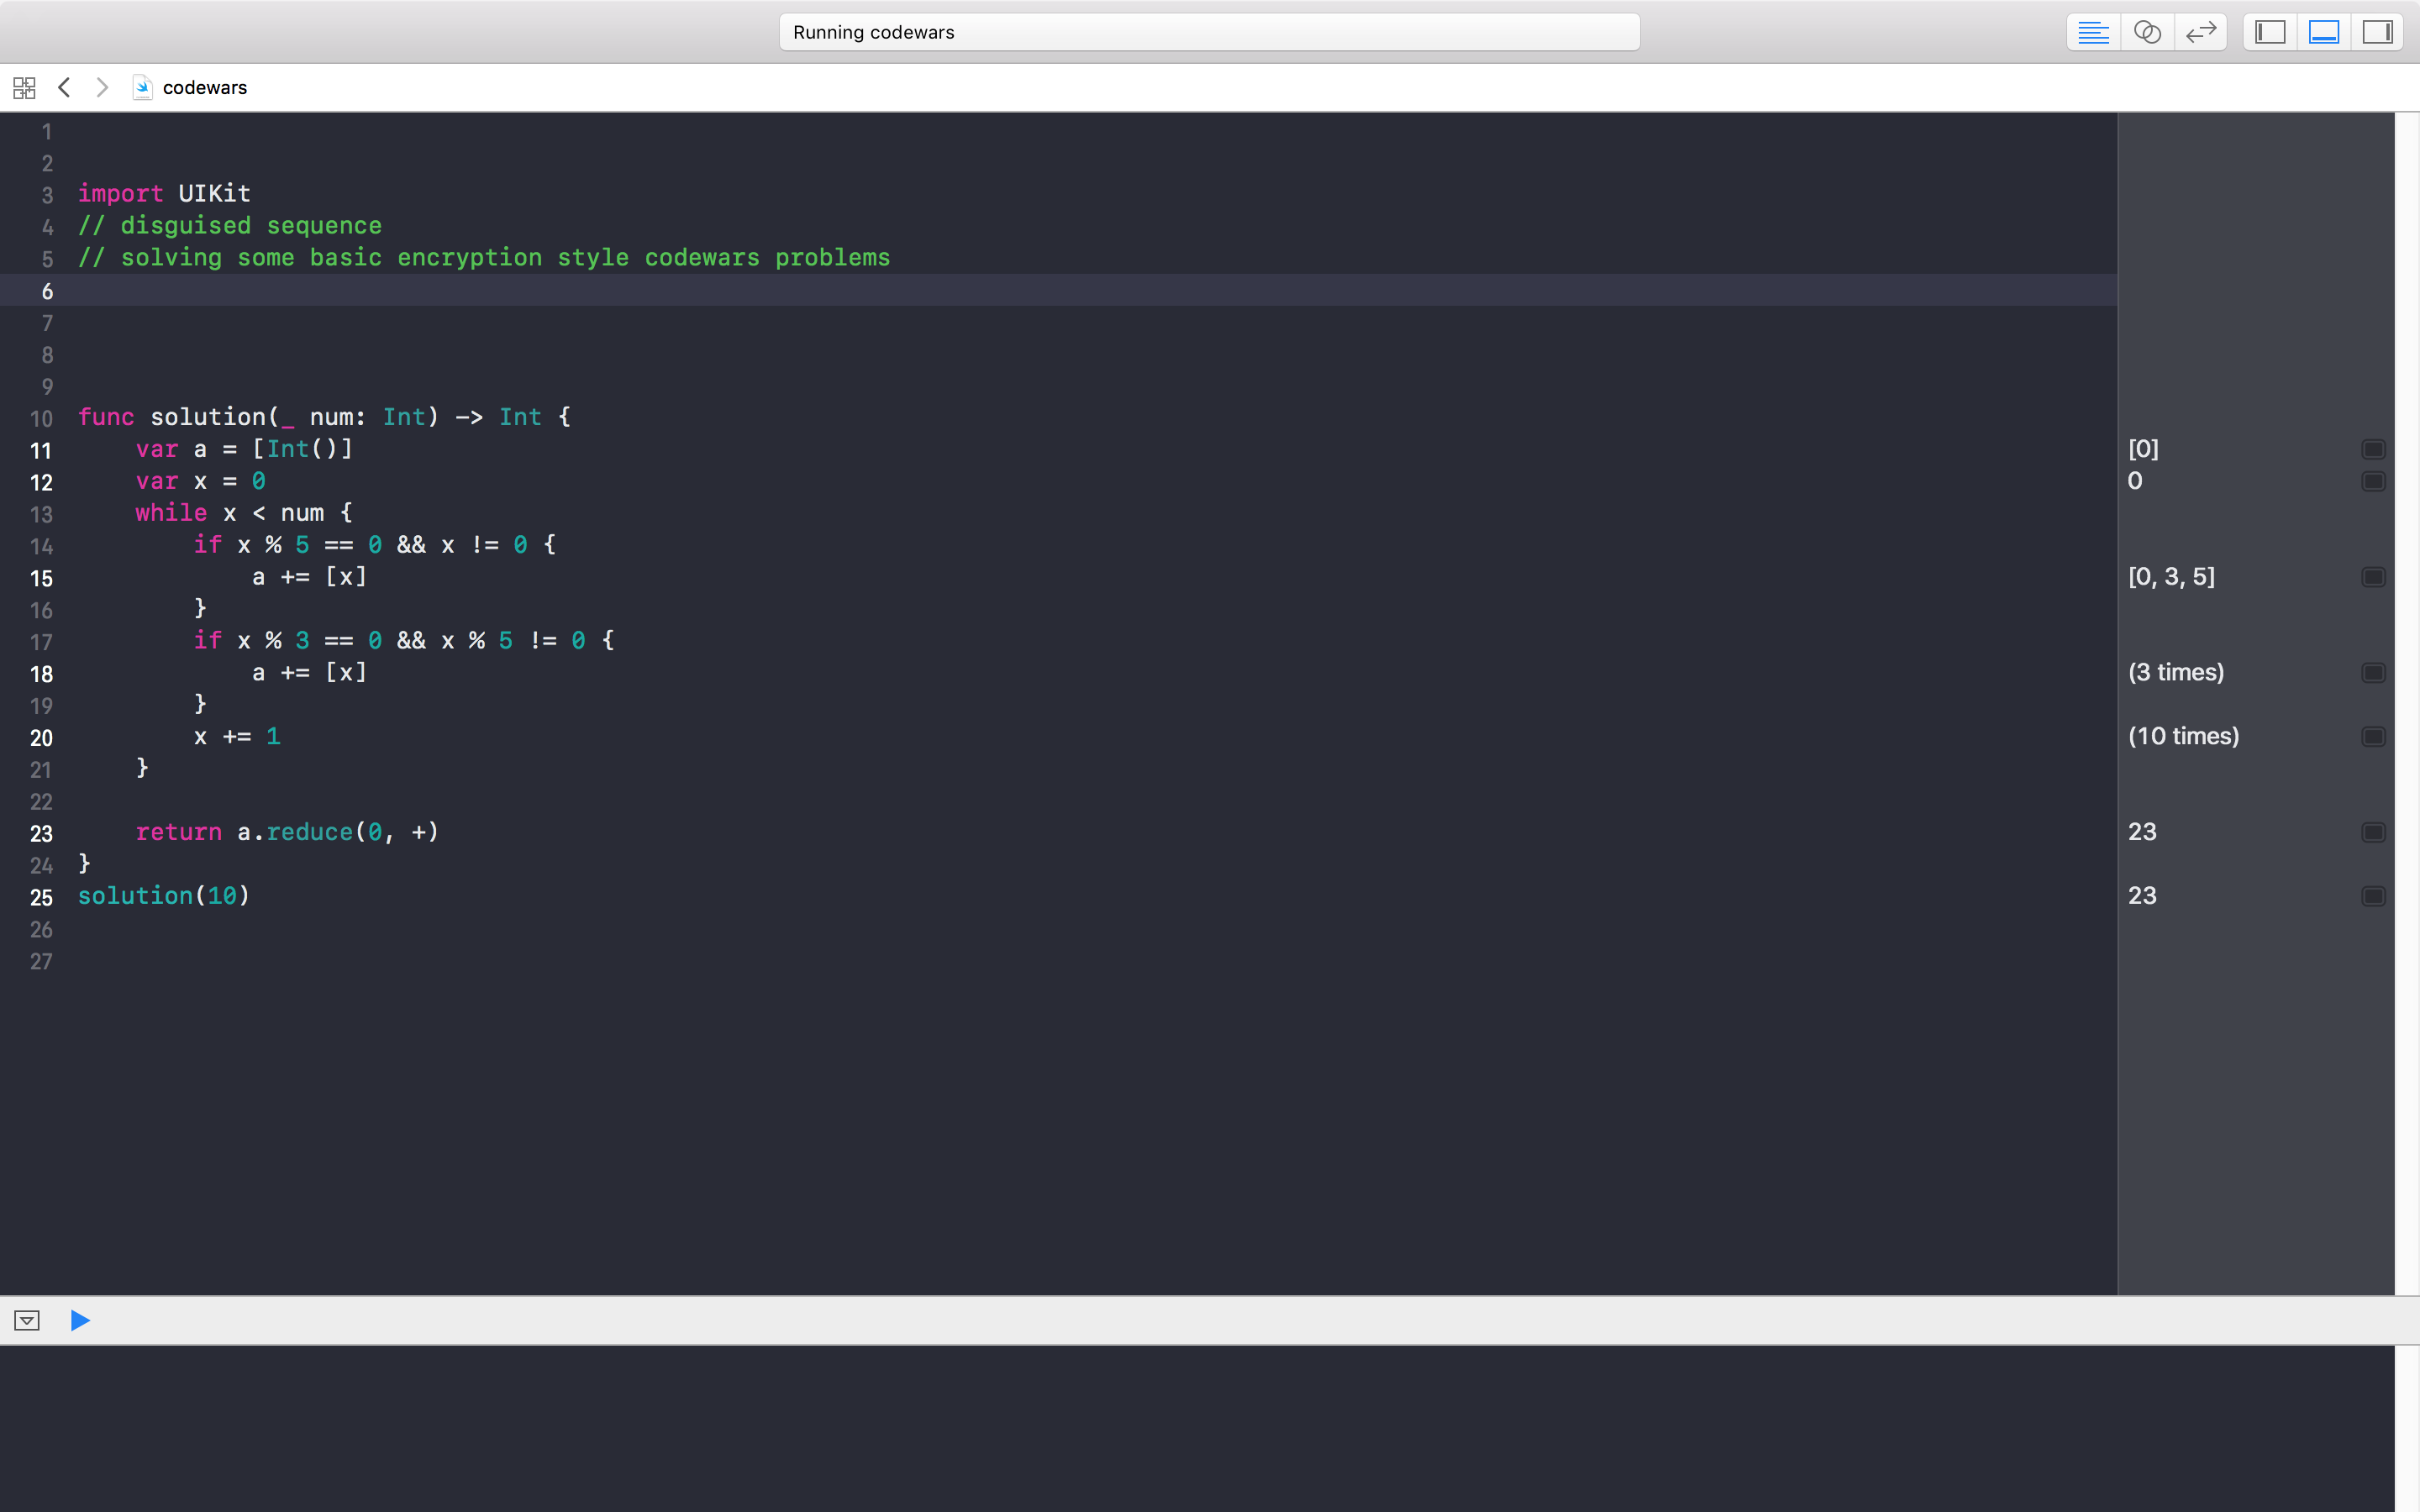 Running codewars
codewars
1
2
3 import UIKit
4 // disguised sequence
5 // solving some basic encryption style codewars problems
6
7
8
9
10 func solution(_ num: Int) -> Int {
11     var a = [Int()] [0]
12     var x = 0 0
13     while x < num {
14         if x % 5 == 0 && x != 0 {
15             a += [x] [0, 3, 5]
16         }
17         if x % 3 == 0 && x % 5 != 0 {
18             a += [x] (3 times)
19         }
20         x += 1 (10 times)
21     }
22
23     return a.reduce(0, +) 23
24 }
25 solution(10) 23
26
27